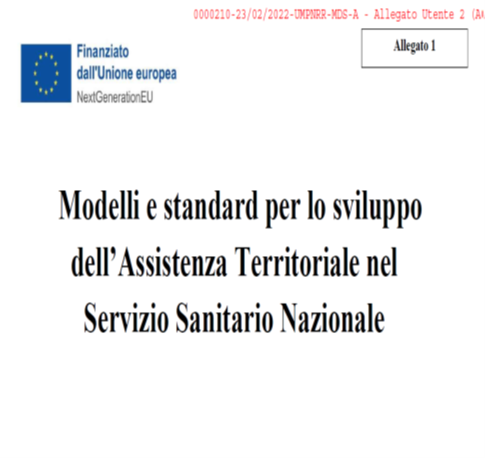 0000210-23/02/2022-UMPNRR-MDS-A - Allegato Utente 2 (A
Allegato 1
Finanziato
dall'Unione europea
NextGenerationEU
Modelli e standard per lo sviluppo
dell'Assistenza Territoriale nel
Servizio Sanitario Nazionale